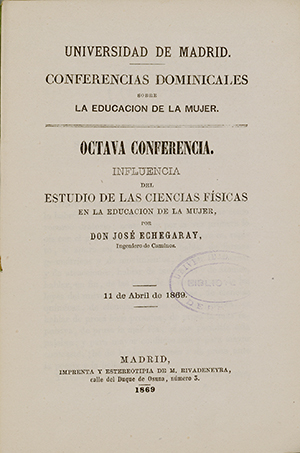 UNIVERSIDAD DE MADRID.
CONFERENCIAS DOMINICALES
SOBRE
LA EDUCACION DE LA MUJER.
OCTAVA CONFERENCIA.
INFLUENCIA
DEL
ESTUDIO DE LAS CIENCIAS FÍSICAS
EN LA EDUCACION DE LA MUJER,
POR
DON JOSÉ ECHEGARAY,
Ingeniero de Caminos.
11 de Abril de 1869.
MADRID,
IMPRENTA Y ESTEREOTIPIA DE M. RIVADENEYRA,
calle del Duque de Osuna, número 3.
1869